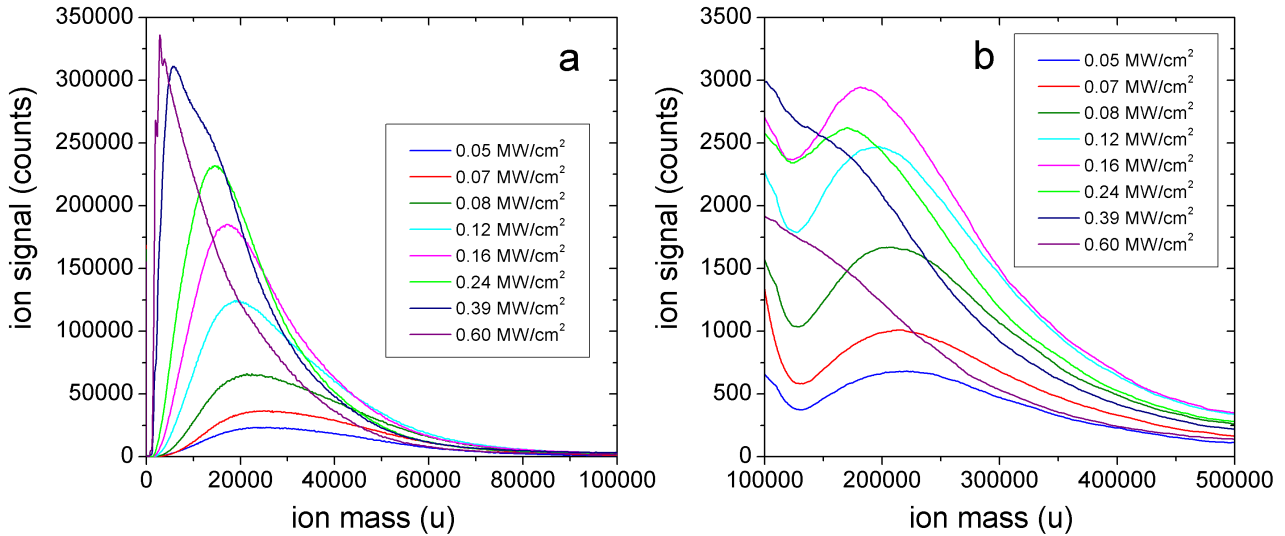 a
ion signal (counts)
350000
300000
250000
200000
150000
100000
50000
0
0.05 MW/cm²
0.07 MW/cm²
0.08 MW/cm²
0.12 MW/cm²
0.16 MW/cm²
0.24 MW/cm²
0.39 MW/cm²
0.60 MW/cm²
0 20000 40000 60000 80000 100000
ion mass (u)
b
ion signal (counts)
3500
3000
2500
2000
1500
1000
500
0
0.05 MW/cm²
0.07 MW/cm²
0.08 MW/cm²
0.12 MW/cm²
0.16 MW/cm²
0.24 MW/cm²
0.39 MW/cm²
0.60 MW/cm²
100000 200000 300000 400000 500000
ion mass (u)